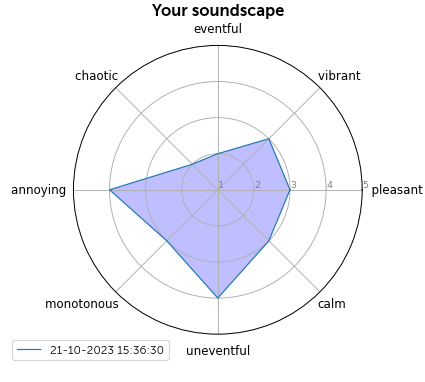 Your soundscape
eventful
chaotic
vibrant
annoying
1 2 3 4 5
pleasant
monotonous
calm
uneventful
21-10-2023 15:36:30